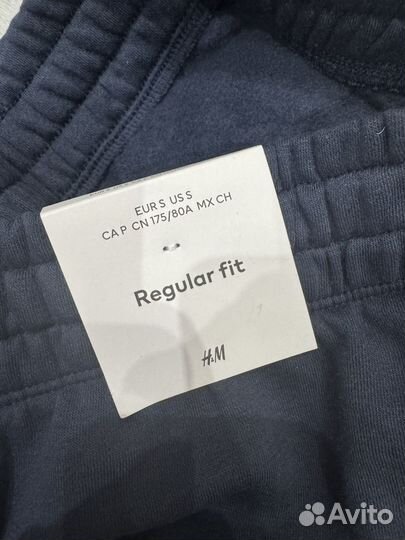 EUR S US S
CA P CN 175/80A MX CH
Regular fit
H&M
Avito